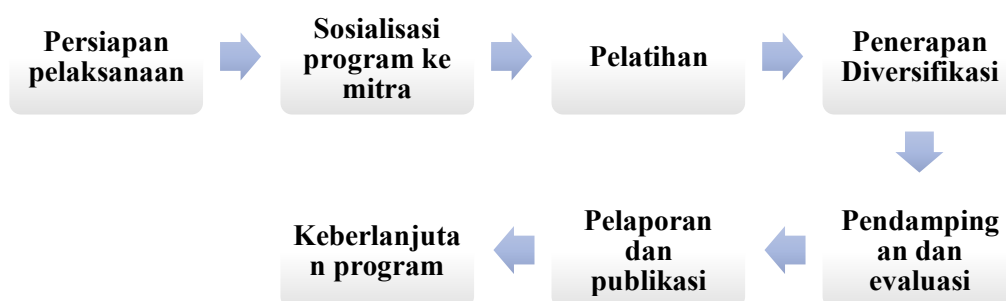 Persiapan
pelaksanaan
Sosialisasi
program ke
mitra
Pelatihan
Penerapan
Diversifikasi
Pendamping
an dan
evaluasi
Pelaporan
dan
publikasi
Keberlanjuta
n program